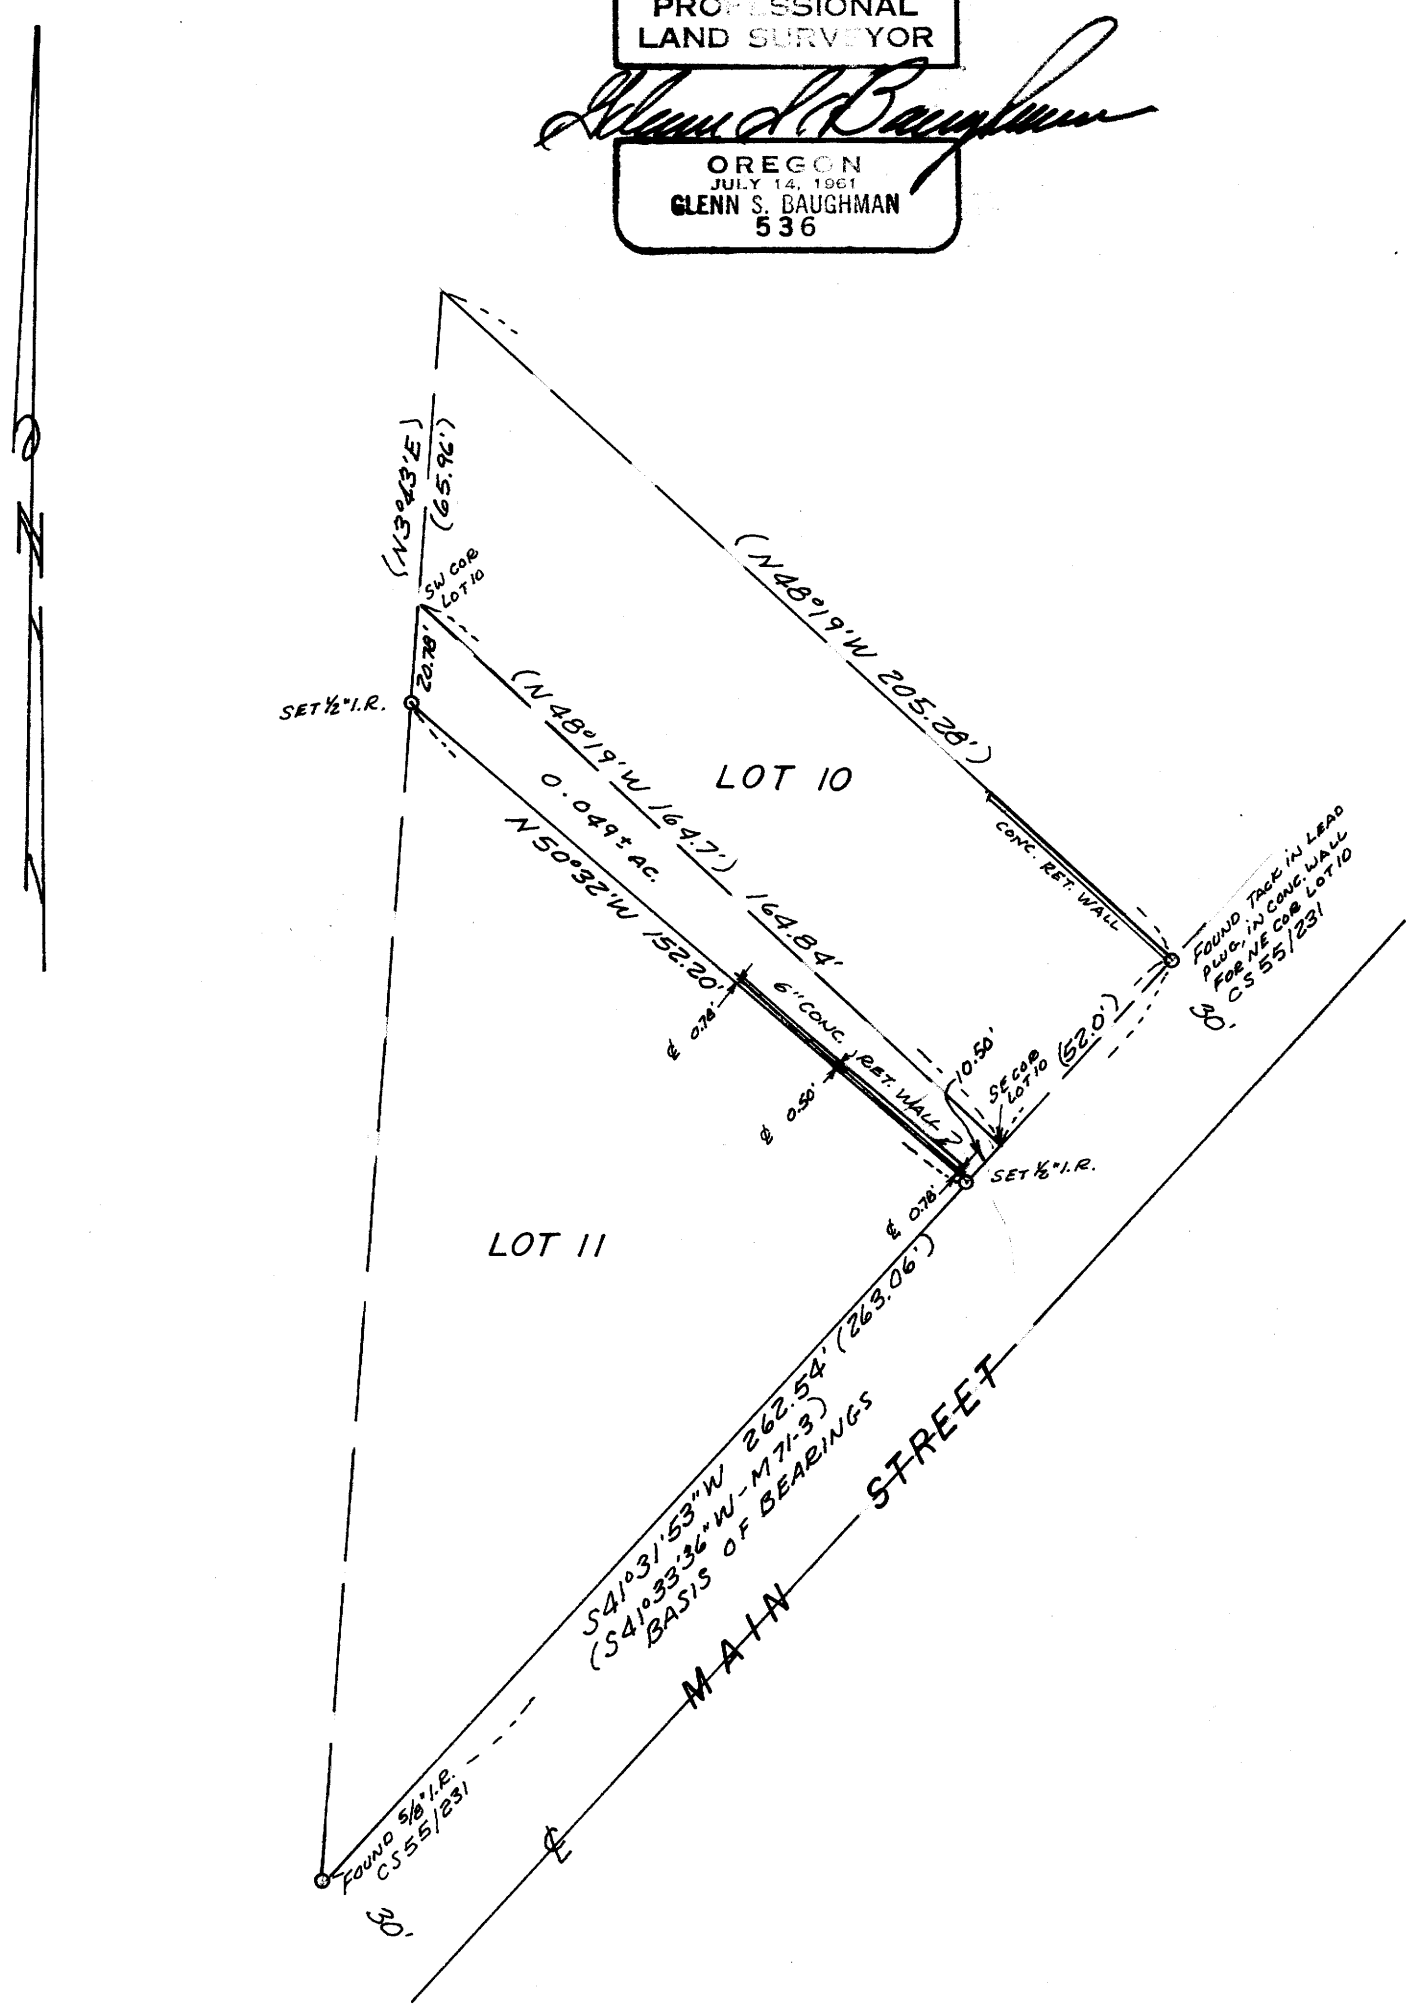 PROFESSIONAL
LAND SURVEYOR
Glenn S. Baughman
OREGON
JULY 14, 1961
GLENN S. BAUGHMAN
536
N
(N3°43'E)
(65.96')
SW COR
LOT 10
20.78'
SET 1/2" I.R.
(N48°19'W 205.28')
(N48°19'W 164.7') 164.84'
LOT 10
0.049± AC.
N50°32'W 152.20'
CONC. RET. WALL
FOUND TACK IN LEAD
PLUG, IN CONC. WALL
FOR NE COR LOT 10
CS 55/231
30'
6" CONC. RET. WALL
℄ 0.78'
℄ 0.50'
℄ 0.78'
10.50'
SE COR
LOT 10
(52.0')
SET 1/2" I.R.
LOT 11
S41°31'53"W 262.54' (263.06')
(S41°33'36"W-M71-3)
BASIS OF BEARINGS
MAIN STREET
℄
FOUND 5/8" I.R.
CS 55/231
30'